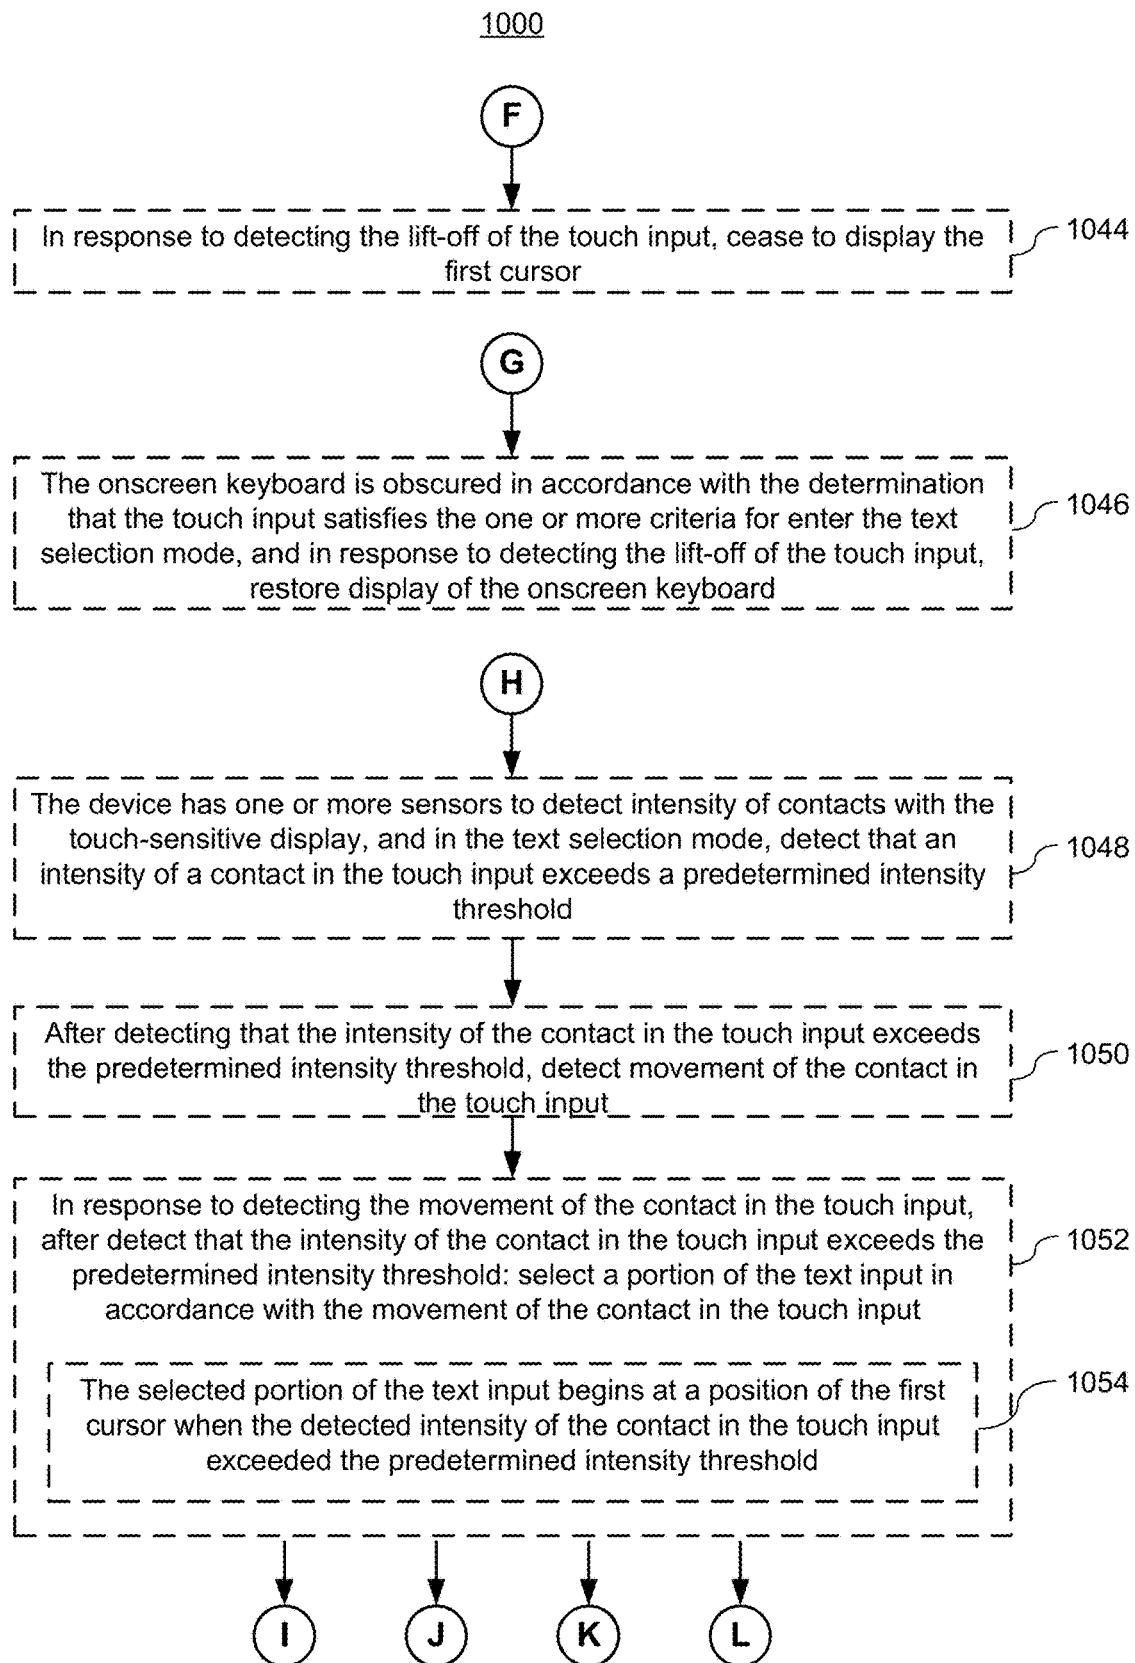 1000
F
In response to detecting the lift-off of the touch input, cease to display the
first cursor
1044
G
The onscreen keyboard is obscured in accordance with the determination
that the touch input satisfies the one or more criteria for enter the text
selection mode, and in response to detecting the lift-off of the touch input,
restore display of the onscreen keyboard
1046
H
The device has one or more sensors to detect intensity of contacts with the
touch-sensitive display, and in the text selection mode, detect that an
intensity of a contact in the touch input exceeds a predetermined intensity
threshold
1048
After detecting that the intensity of the contact in the touch input exceeds
the predetermined intensity threshold, detect movement of the contact in
the touch input
1050
In response to detecting the movement of the contact in the touch input,
after detect that the intensity of the contact in the touch input exceeds the
predetermined intensity threshold: select a portion of the text input in
accordance with the movement of the contact in the touch input
1052
The selected portion of the text input begins at a position of the first
cursor when the detected intensity of the contact in the touch input
exceeded the predetermined intensity threshold
1054
I
J
K
L